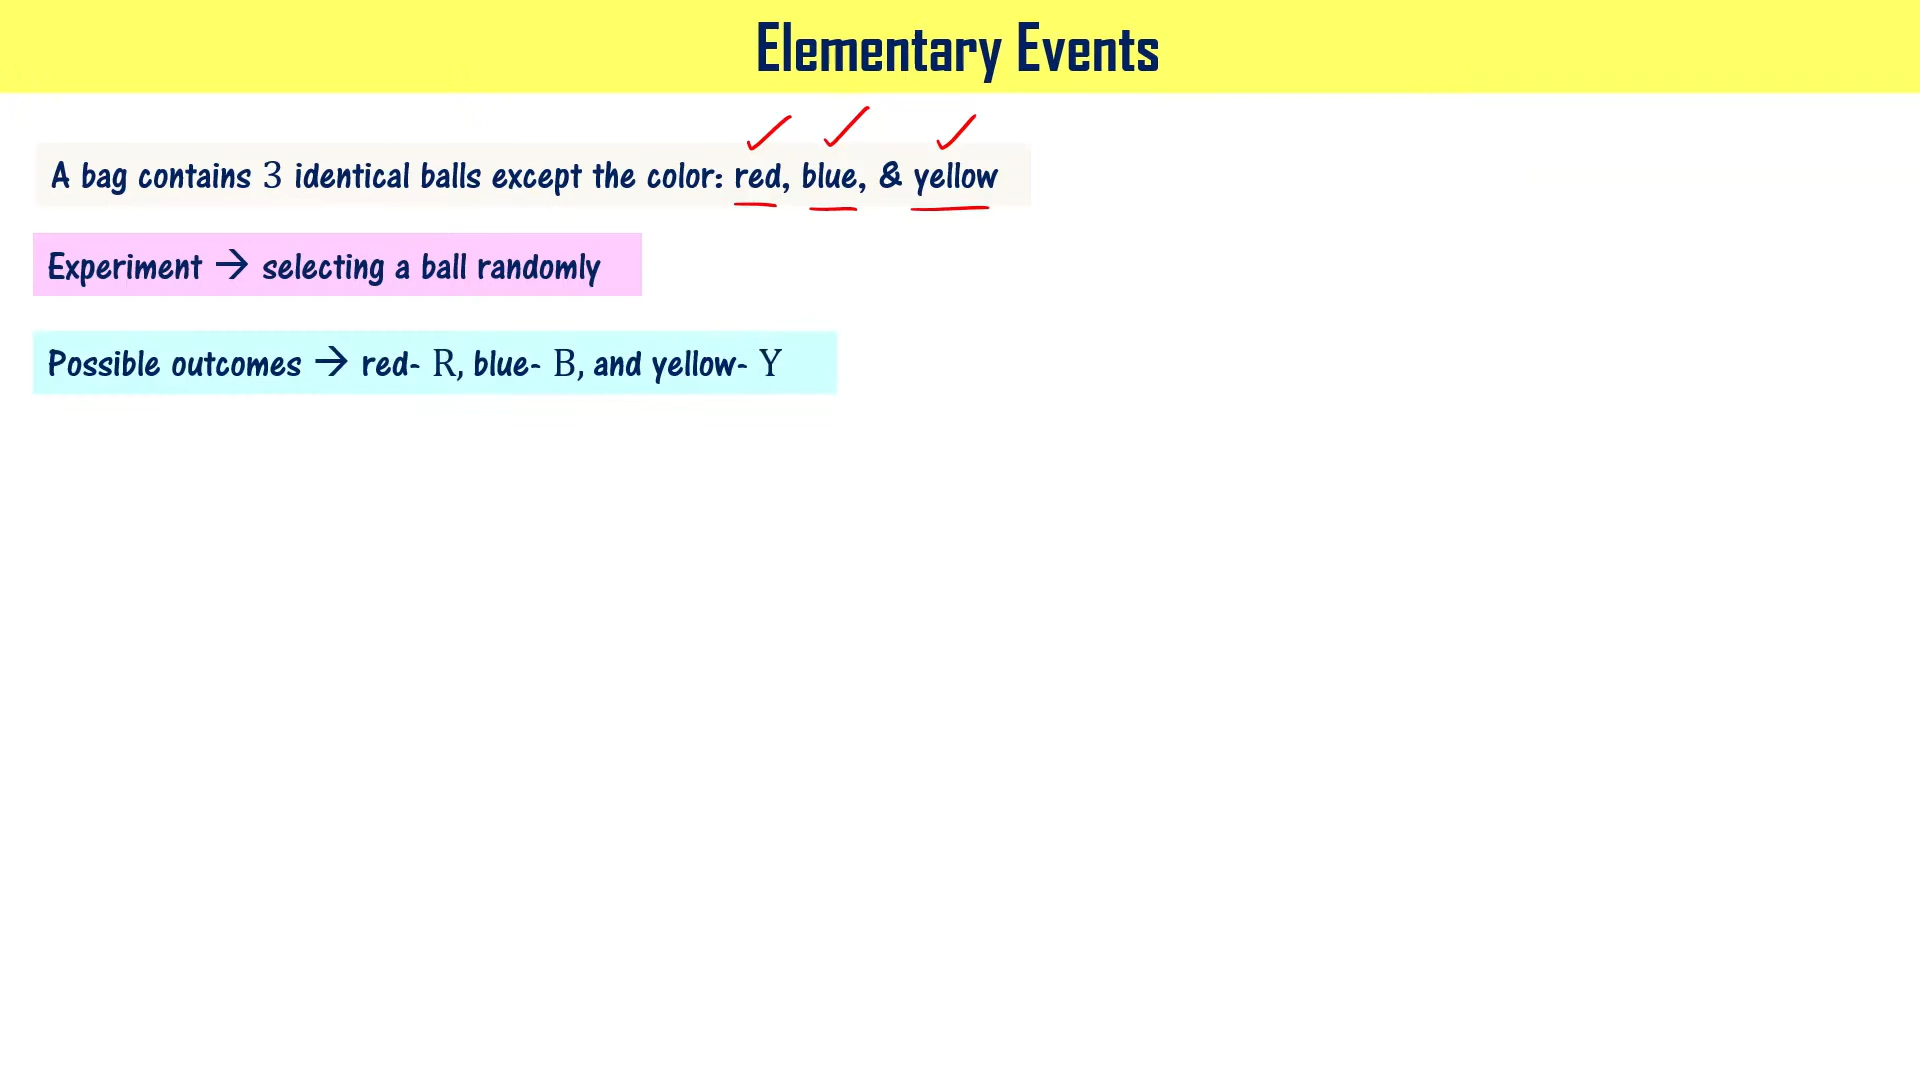 Elementary Events
A bag contains 3 identical balls except the color: red, blue, & yellow
Experiment → selecting a ball randomly
Possible outcomes → red- R, blue- B, and yellow- Y